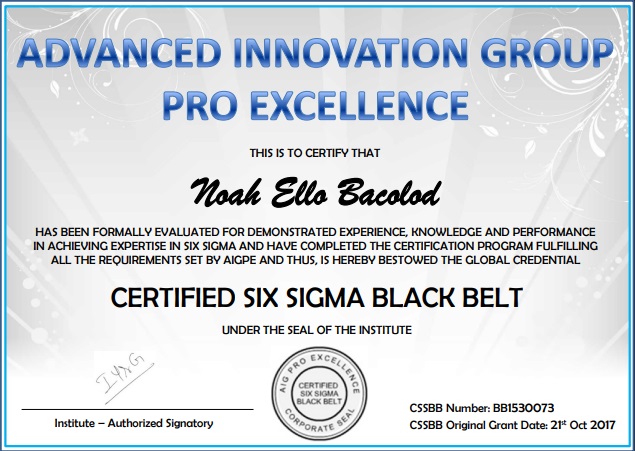 ADVANCED INNOVATION GROUP
PRO EXCELLENCE
THIS IS TO CERTIFY THAT
Noah Ello Bacolod
HAS BEEN FORMALLY EVALUATED FOR DEMONSTRATED EXPERIENCE, KNOWLEDGE AND PERFORMANCE
IN ACHIEVING EXPERTISE IN SIX SIGMA AND HAVE COMPLETED THE CERTIFICATION PROGRAM FULFILLING
ALL THE REQUIREMENTS SET BY AIGPE AND THUS, IS HEREBY BESTOWED THE GLOBAL CREDENTIAL
CERTIFIED SIX SIGMA BLACK BELT
UNDER THE SEAL OF THE INSTITUTE
AIG PRO EXCELLENCE
CERTIFIED
SIX SIGMA
BLACK BELT
CORPORATE SEAL
Institute – Authorized Signatory
CSSBB Number: BB1530073
CSSBB Original Grant Date: 21st Oct 2017